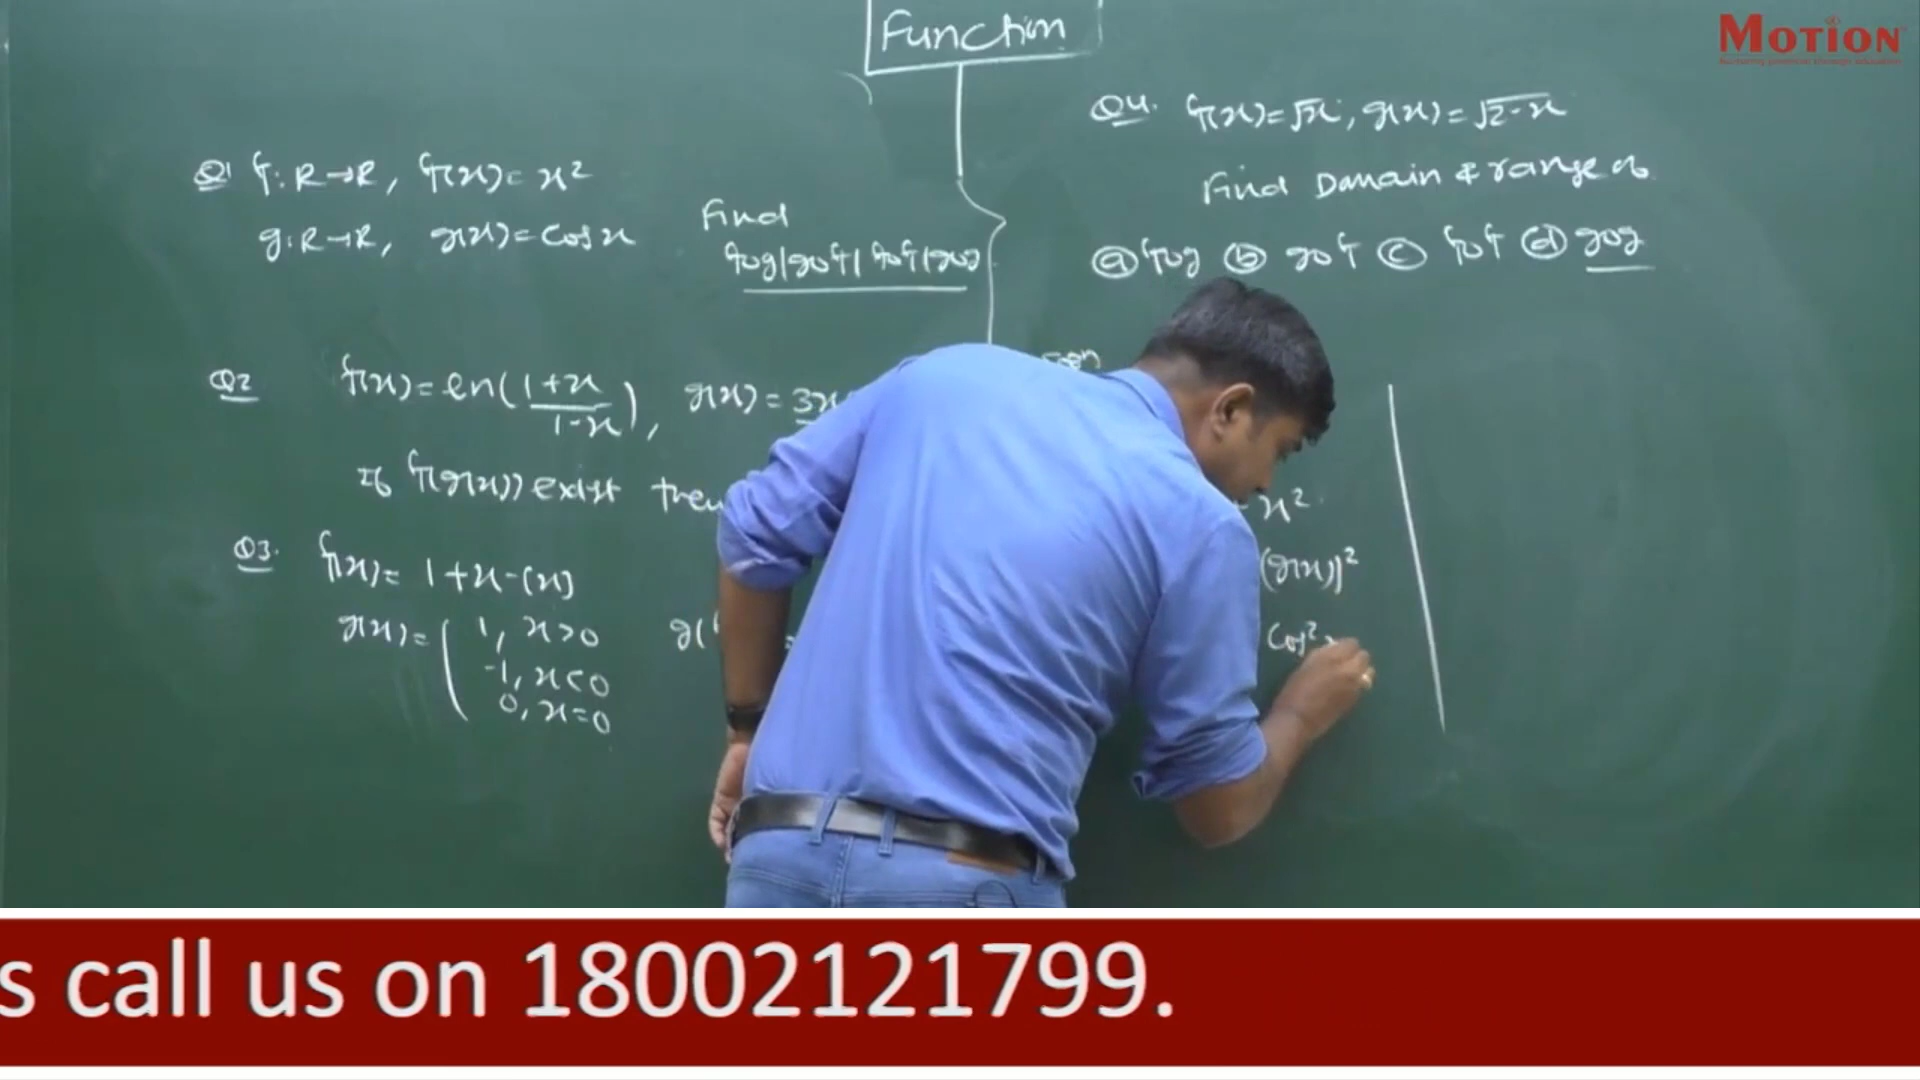 Function
MOTION
Q1 f: R→R, f(x) = x²
g: R→R, g(x) = Cos x
Find
fog|gof|fof|gog
Q2 f(x) = ln(1+x/1-x), g(x) = 3x
If f(g(x)) exist then
Q3. f(x) = 1+x-[x]
g(x) = { 1, x>0
-1, x<0
0, x=0
g(
Q4. f(x) = √x, g(x) = √2-x
Find Domain & range of
ⓐ fog ⓑ gof ⓒ fof ⓓ gog
Soln
= x².
(g(x))²
Cos²x
s call us on 18002121799.